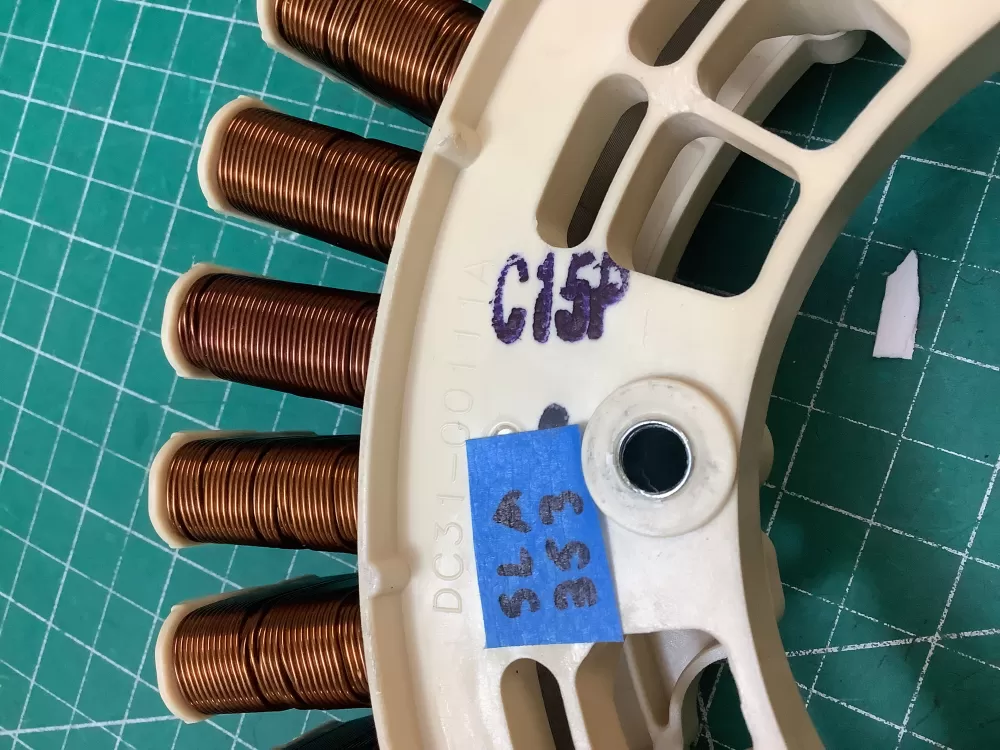 C15P
DC31-00111A
SLA
353